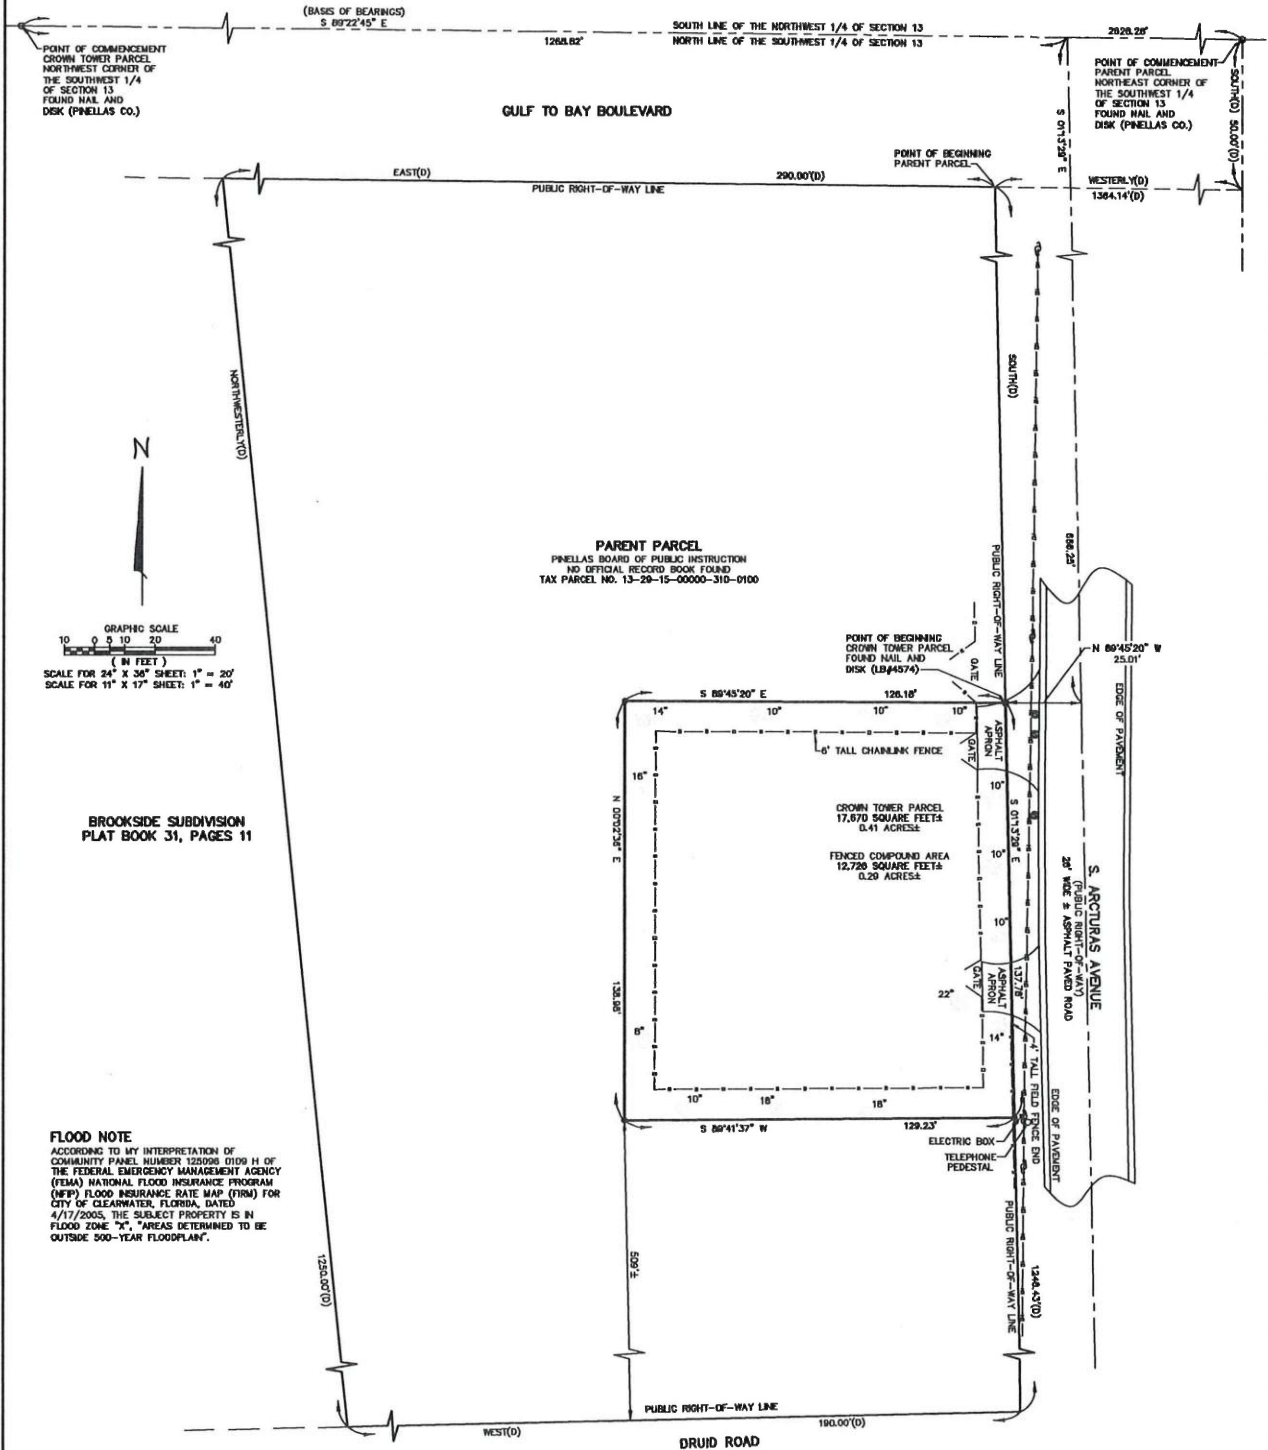 (BASIS OF BEARINGS)
S 89°22'45" E
1268.82'
SOUTH LINE OF THE NORTHWEST 1/4 OF SECTION 13
NORTH LINE OF THE SOUTHWEST 1/4 OF SECTION 13
POINT OF COMMENCEMENT
CROWN TOWER PARCEL
NORTHWEST CORNER OF
THE SOUTHWEST 1/4
OF SECTION 13
FOUND NAIL AND
DISK (PINELLAS CO.)
POINT OF COMMENCEMENT
PARENT PARCEL
NORTHEAST CORNER OF
THE SOUTHWEST 1/4
OF SECTION 13
FOUND NAIL AND
DISK (PINELLAS CO.)
SOUTH(D) 50.00'(D)
S 01°13'29" E
GULF TO BAY BOULEVARD
POINT OF BEGINNING
PARENT PARCEL
EAST(D)
290.00'(D)
PUBLIC RIGHT-OF-WAY LINE
WESTERLY(D)
1364.14'(D)
NORTHWESTERLY(D)
SOUTH(D)
N
GRAPHIC SCALE
10 0 5 10 20 40
( IN FEET )
SCALE FOR 24" X 36" SHEET: 1" = 20'
SCALE FOR 11" X 17" SHEET: 1" = 40'
PARENT PARCEL
PINELLAS BOARD OF PUBLIC INSTRUCTION
NO OFFICIAL RECORD BOOK FOUND
TAX PARCEL NO. 13-29-15-00000-310-0100
PUBLIC RIGHT-OF-WAY LINE
POINT OF BEGINNING
CROWN TOWER PARCEL
FOUND NAIL AND
DISK (LB#4574)
GATE
N 89°45'20" W
25.01'
EDGE OF PAVEMENT
S 89°45'20" E
126.18'
14"
10"
10"
10"
6' TALL CHAINLINK FENCE
GATE
ASPHALT
APRON
16"
10"
N 00°02'36" E
S 01°13'29" E
CROWN TOWER PARCEL
17,670 SQUARE FEET±
0.41 ACRES±
FENCED COMPOUND AREA
12,726 SQUARE FEET±
0.29 ACRES±
10"
10"
BROOKSIDE SUBDIVISION
PLAT BOOK 31, PAGES 11
S. ARCTURAS AVENUE
(PUBLIC RIGHT-OF-WAY)
26' WIDE ± ASPHALT PAVED ROAD
138.98'
137.78'
GATE
ASPHALT
APRON
22"
8"
14"
4' TALL FIELD FENCE END
EDGE OF PAVEMENT
10"
18"
18"
S 89°41'37" W
129.23'
ELECTRIC BOX
TELEPHONE
PEDESTAL
FLOOD NOTE
ACCORDING TO MY INTERPRETATION OF
COMMUNITY PANEL NUMBER 125096 0109 H OF
THE FEDERAL EMERGENCY MANAGEMENT AGENCY
(FEMA) NATIONAL FLOOD INSURANCE PROGRAM
(NFIP) FLOOD INSURANCE RATE MAP (FIRM) FOR
CITY OF CLEARWATER, FLORIDA, DATED
4/17/2005, THE SUBJECT PROPERTY IS IN
FLOOD ZONE "X", "AREAS DETERMINED TO BE
OUTSIDE 500-YEAR FLOODPLAIN".
1250.00'(D)
509'±
PUBLIC RIGHT-OF-WAY LINE
1248.43'(D)
PUBLIC RIGHT-OF-WAY LINE
WEST(D)
190.00'(D)
DRUID ROAD